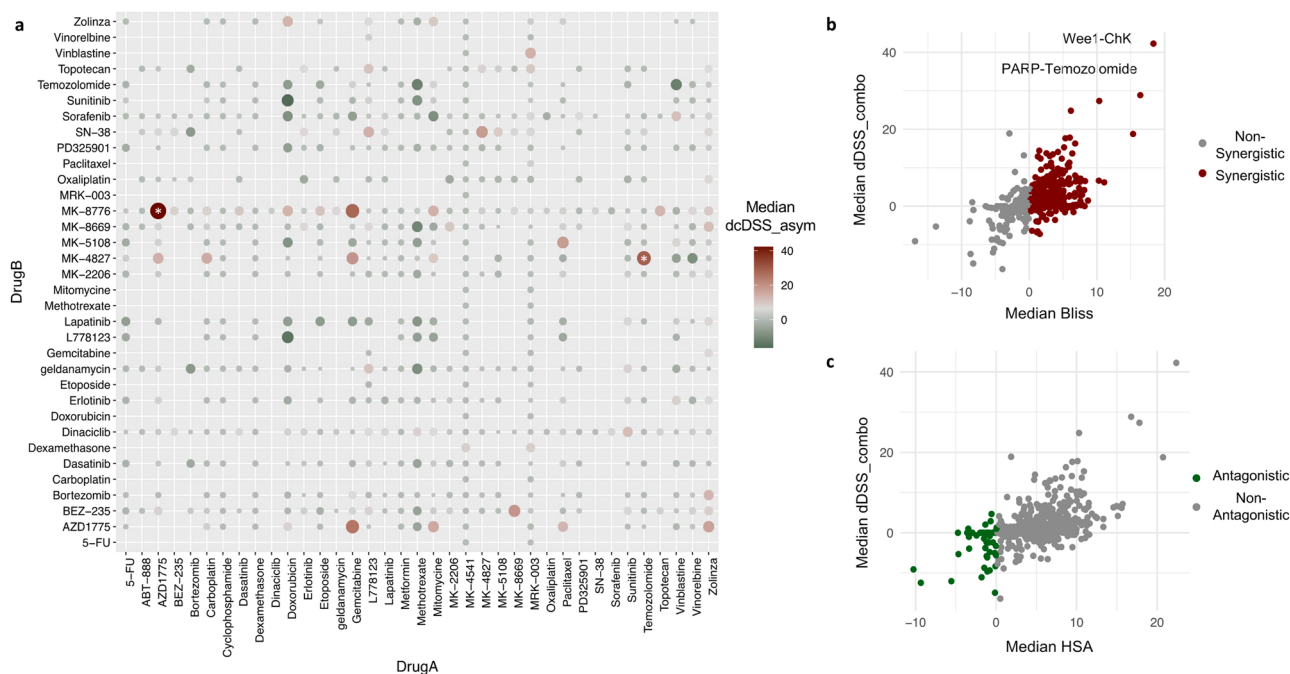 a
Zolinza
Vinorelbine
Vinblastine
Topotecan
Temozolomide
Sunitinib
Sorafenib
SN−38
PD325901
Paclitaxel
Oxaliplatin
MRK−003
MK−8776
MK−8669
MK−5108
MK−4827
MK−2206
Mitomycine
Methotrexate
Lapatinib
L778123
Gemcitabine
geldanamycin
Etoposide
Erlotinib
Doxorubicin
Dinaciclib
Dexamethasone
Dasatinib
Carboplatin
Bortezomib
BEZ−235
AZD1775
5−FU
DrugB
*
*
5−FU
ABT−888
AZD1775
BEZ−235
Bortezomib
Carboplatin
Cyclophosphamide
Dasatinib
Dexamethasone
Dinaciclib
Doxorubicin
Erlotinib
Etoposide
geldanamycin
Gemcitabine
L778123
Lapatinib
Metformin
Methotrexate
Mitomycine
MK−2206
MK−4541
MK−4827
MK−5108
MK−8669
MRK−003
Oxaliplatin
Paclitaxel
PD325901
SN−38
Sorafenib
Sunitinib
Temozolomide
Topotecan
Vinblastine
Vinorelbine
Zolinza
DrugA
Median
dcDSS_asym
40
20
0
b
Wee1-ChK
PARP-Temozolomide
40
20
0
Median dDSS_combo
−10
0
10
20
Median Bliss
Non-
Synergistic
Synergistic
c
40
20
0
Median dDSS_combo
−10
0
10
20
Median HSA
Antagonistic
Non-
Antagonistic